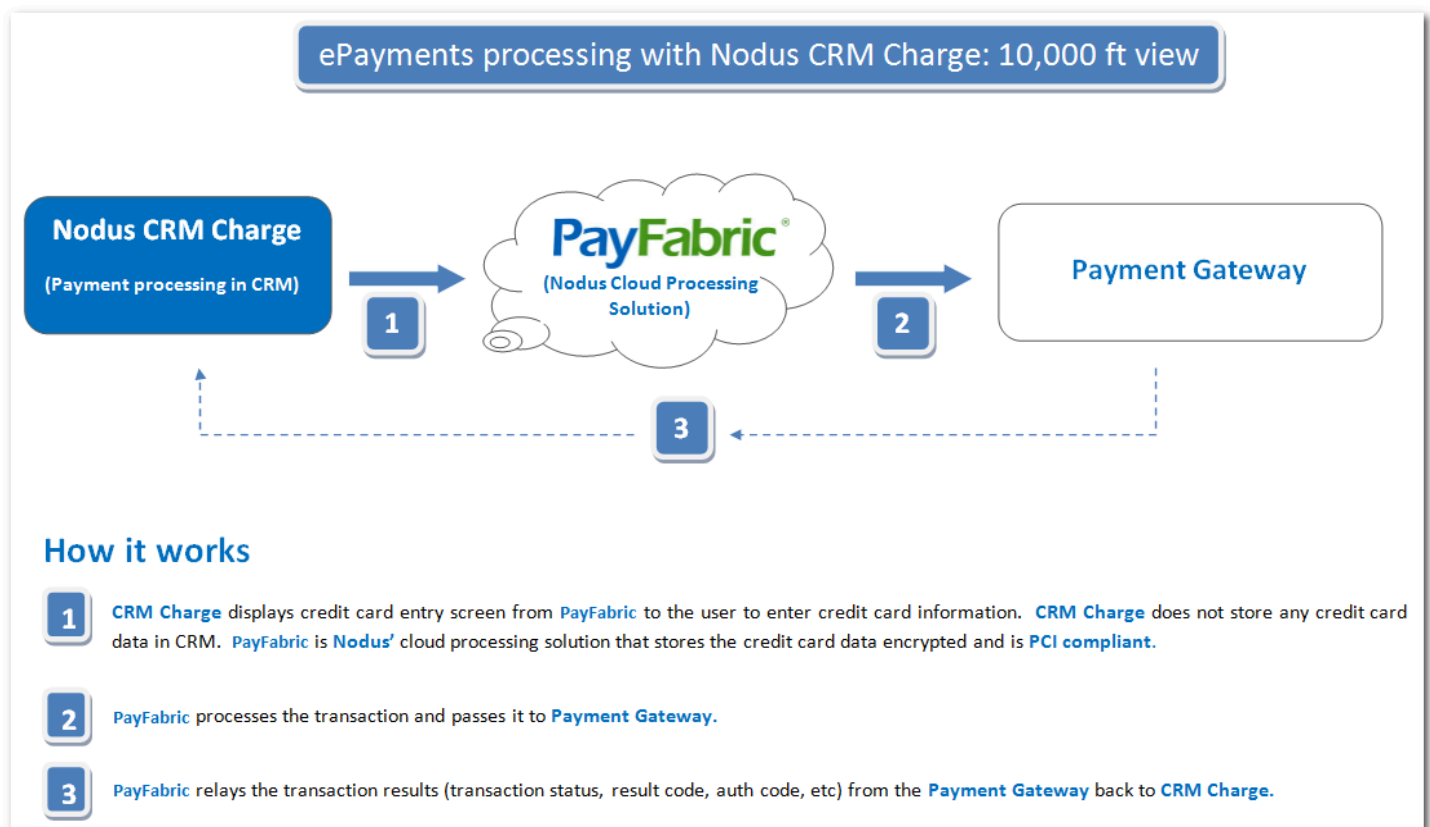 ePayments processing with Nodus CRM Charge: 10,000 ft view
Nodus CRM Charge
(Payment processing in CRM)
1
PayFabric®
(Nodus Cloud Processing
Solution)
2
Payment Gateway
3
How it works
1
CRM Charge displays credit card entry screen from PayFabric to the user to enter credit card information. CRM Charge does not store any credit card
data in CRM. PayFabric is Nodus’ cloud processing solution that stores the credit card data encrypted and is PCI compliant.
2
PayFabric processes the transaction and passes it to Payment Gateway.
3
PayFabric relays the transaction results (transaction status, result code, auth code, etc) from the Payment Gateway back to CRM Charge.